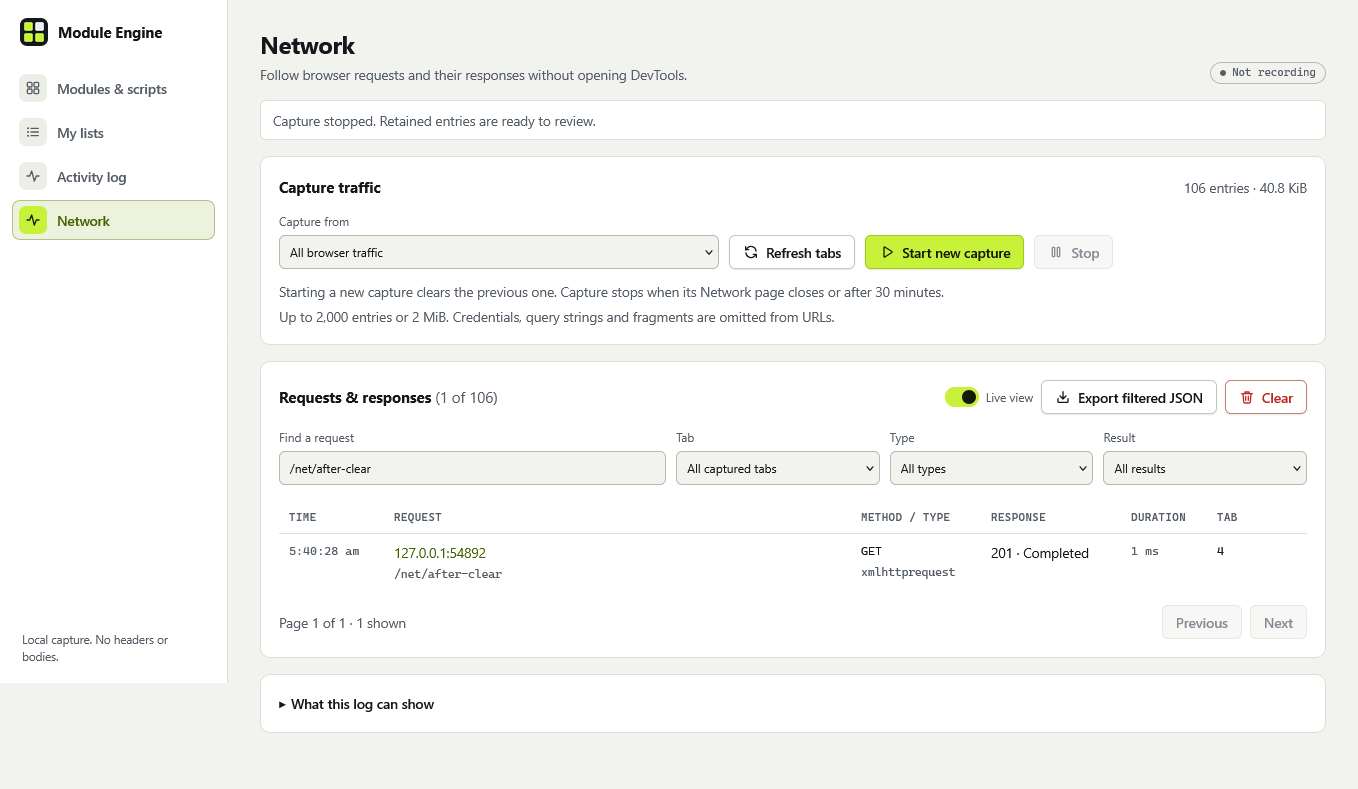 Module Engine
Modules & scripts
My lists
Activity log
Network
Local capture. No headers or
bodies.
Network
Follow browser requests and their responses without opening DevTools.
Not recording
Capture stopped. Retained entries are ready to review.
Capture traffic
106 entries · 40.8 KiB
Capture from
All browser traffic
Refresh tabs
Start new capture
Stop
Starting a new capture clears the previous one. Capture stops when its Network page closes or after 30 minutes.
Up to 2,000 entries or 2 MiB. Credentials, query strings and fragments are omitted from URLs.
Requests & responses (1 of 106)
Live view
Export filtered JSON
Clear
Find a request
Tab
Type
Result
/net/after-clear
All captured tabs
All types
All results
TIME REQUEST METHOD / TYPE RESPONSE DURATION TAB
5:40:28 am 127.0.0.1:54892 GET 201 · Completed 1 ms 4
/net/after-clear xmlhttprequest
Page 1 of 1 · 1 shown
Previous
Next
What this log can show